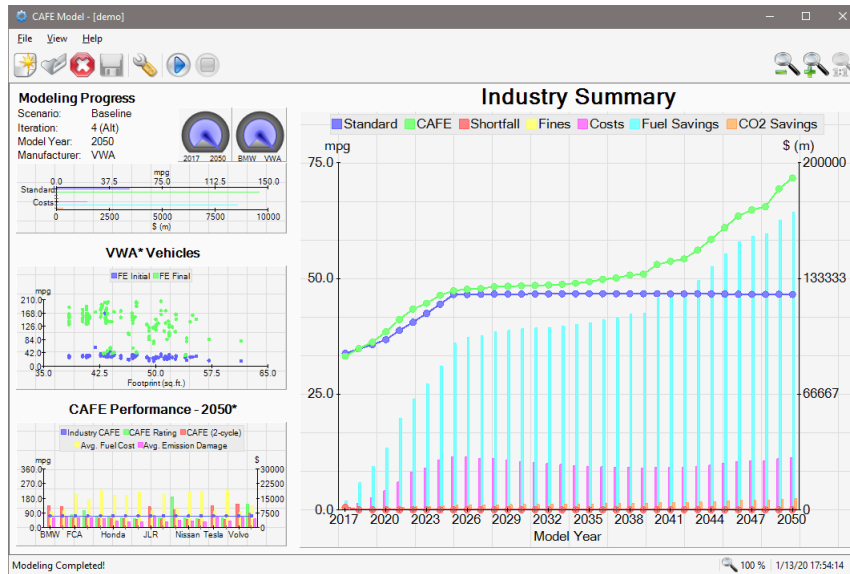 CAFE Model - [demo]
File View Help
Modeling Progress
Scenario: Baseline
Iteration: 4 (Alt)
Model Year: 2050
Manufacturer: VWA
2017 2050 BMW VWA
mpg
0.0 37.5 75.0 112.5 150.0
Standard
Costs
0 2500 5000 7500 10000
$ (m)
VWA* Vehicles
FE Initial FE Final
mpg
210.0
168.0
126.0
84.0
42.0
0.0
35.0 42.5 50.0 57.5 65.0
Footprint (sq.ft.)
CAFE Performance - 2050*
Industry CAFE CAFE Rating CAFE (2-cycle)
Avg. Fuel Cost Avg. Emission Damage
mpg $
360.0 30000
270.0 22500
180.0 15000
90.0 7500
0.0 0
BMW FCA Honda JLR Nissan Tesla Volvo
Industry Summary
Standard CAFE Shortfall Fines Costs Fuel Savings CO2 Savings
mpg $ (m)
75.0 200000
50.0 133333
25.0 66667
0.0 0
2017 2020 2023 2026 2029 2032 2035 2038 2041 2044 2047 2050
Model Year
Modeling Completed!
100 % 1/13/20 17:54:14